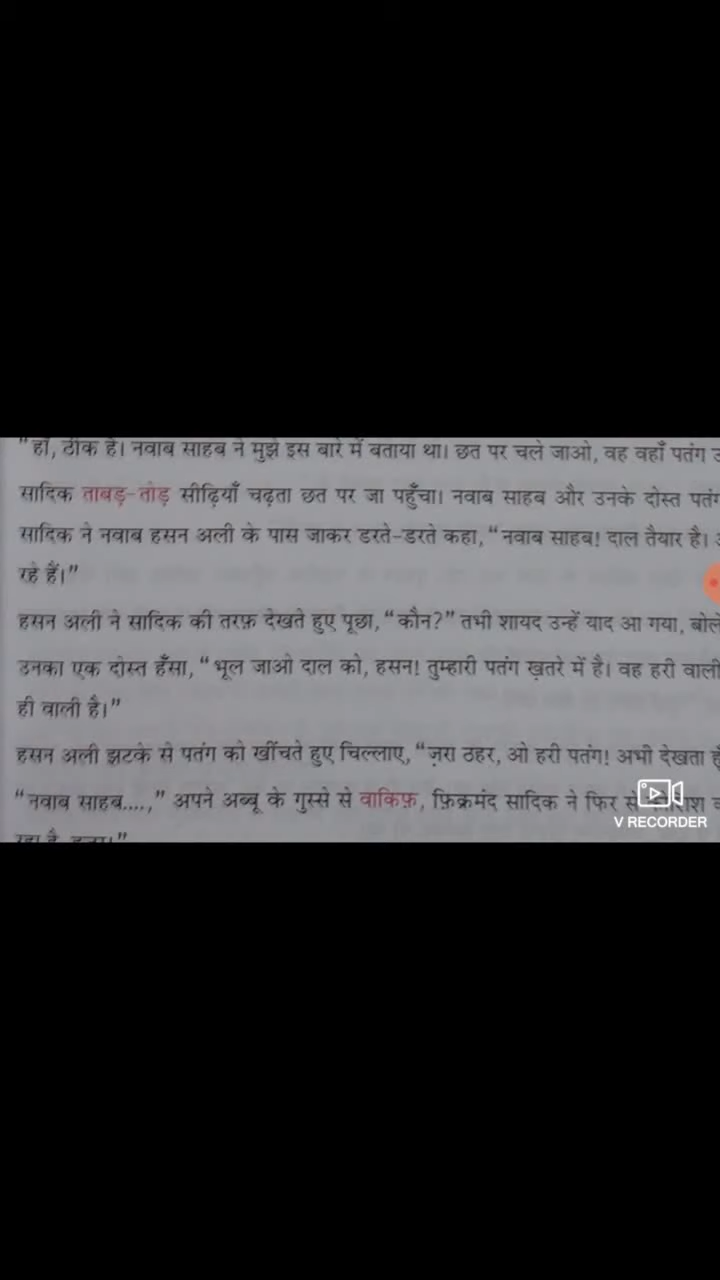 "हाँ, ठीक है। नवाब साहब ने मुझे इस बारे में बताया था। छत पर चले जाओ, वह वहाँ पतंग
सादिक ताबड़-तोड़ सीढ़ियाँ चढ़ता छत पर जा पहुँचा। नवाब साहब और उनके दोस्त पतंग
सादिक ने नवाब हसन अली के पास जाकर डरते-डरते कहा, "नवाब साहब! दाल तैयार है।
रहे हैं।"
हसन अली ने सादिक की तरफ़ देखते हुए पूछा, "कौन?" तभी शायद उन्हें याद आ गया, बोले
उनका एक दोस्त हँसा, "भूल जाओ दाल को, हसन! तुम्हारी पतंग ख़तरे में है। वह हरी वाली
ही वाली है।"
हसन अली झटके से पतंग को खींचते हुए चिल्लाए, "ज़रा ठहर, ओ हरी पतंग! अभी देखता हूँ
"नवाब साहब....," अपने अब्बू के गुस्से से वाकिफ़, फ़िक्रमंद सादिक ने फिर से
V RECORDER